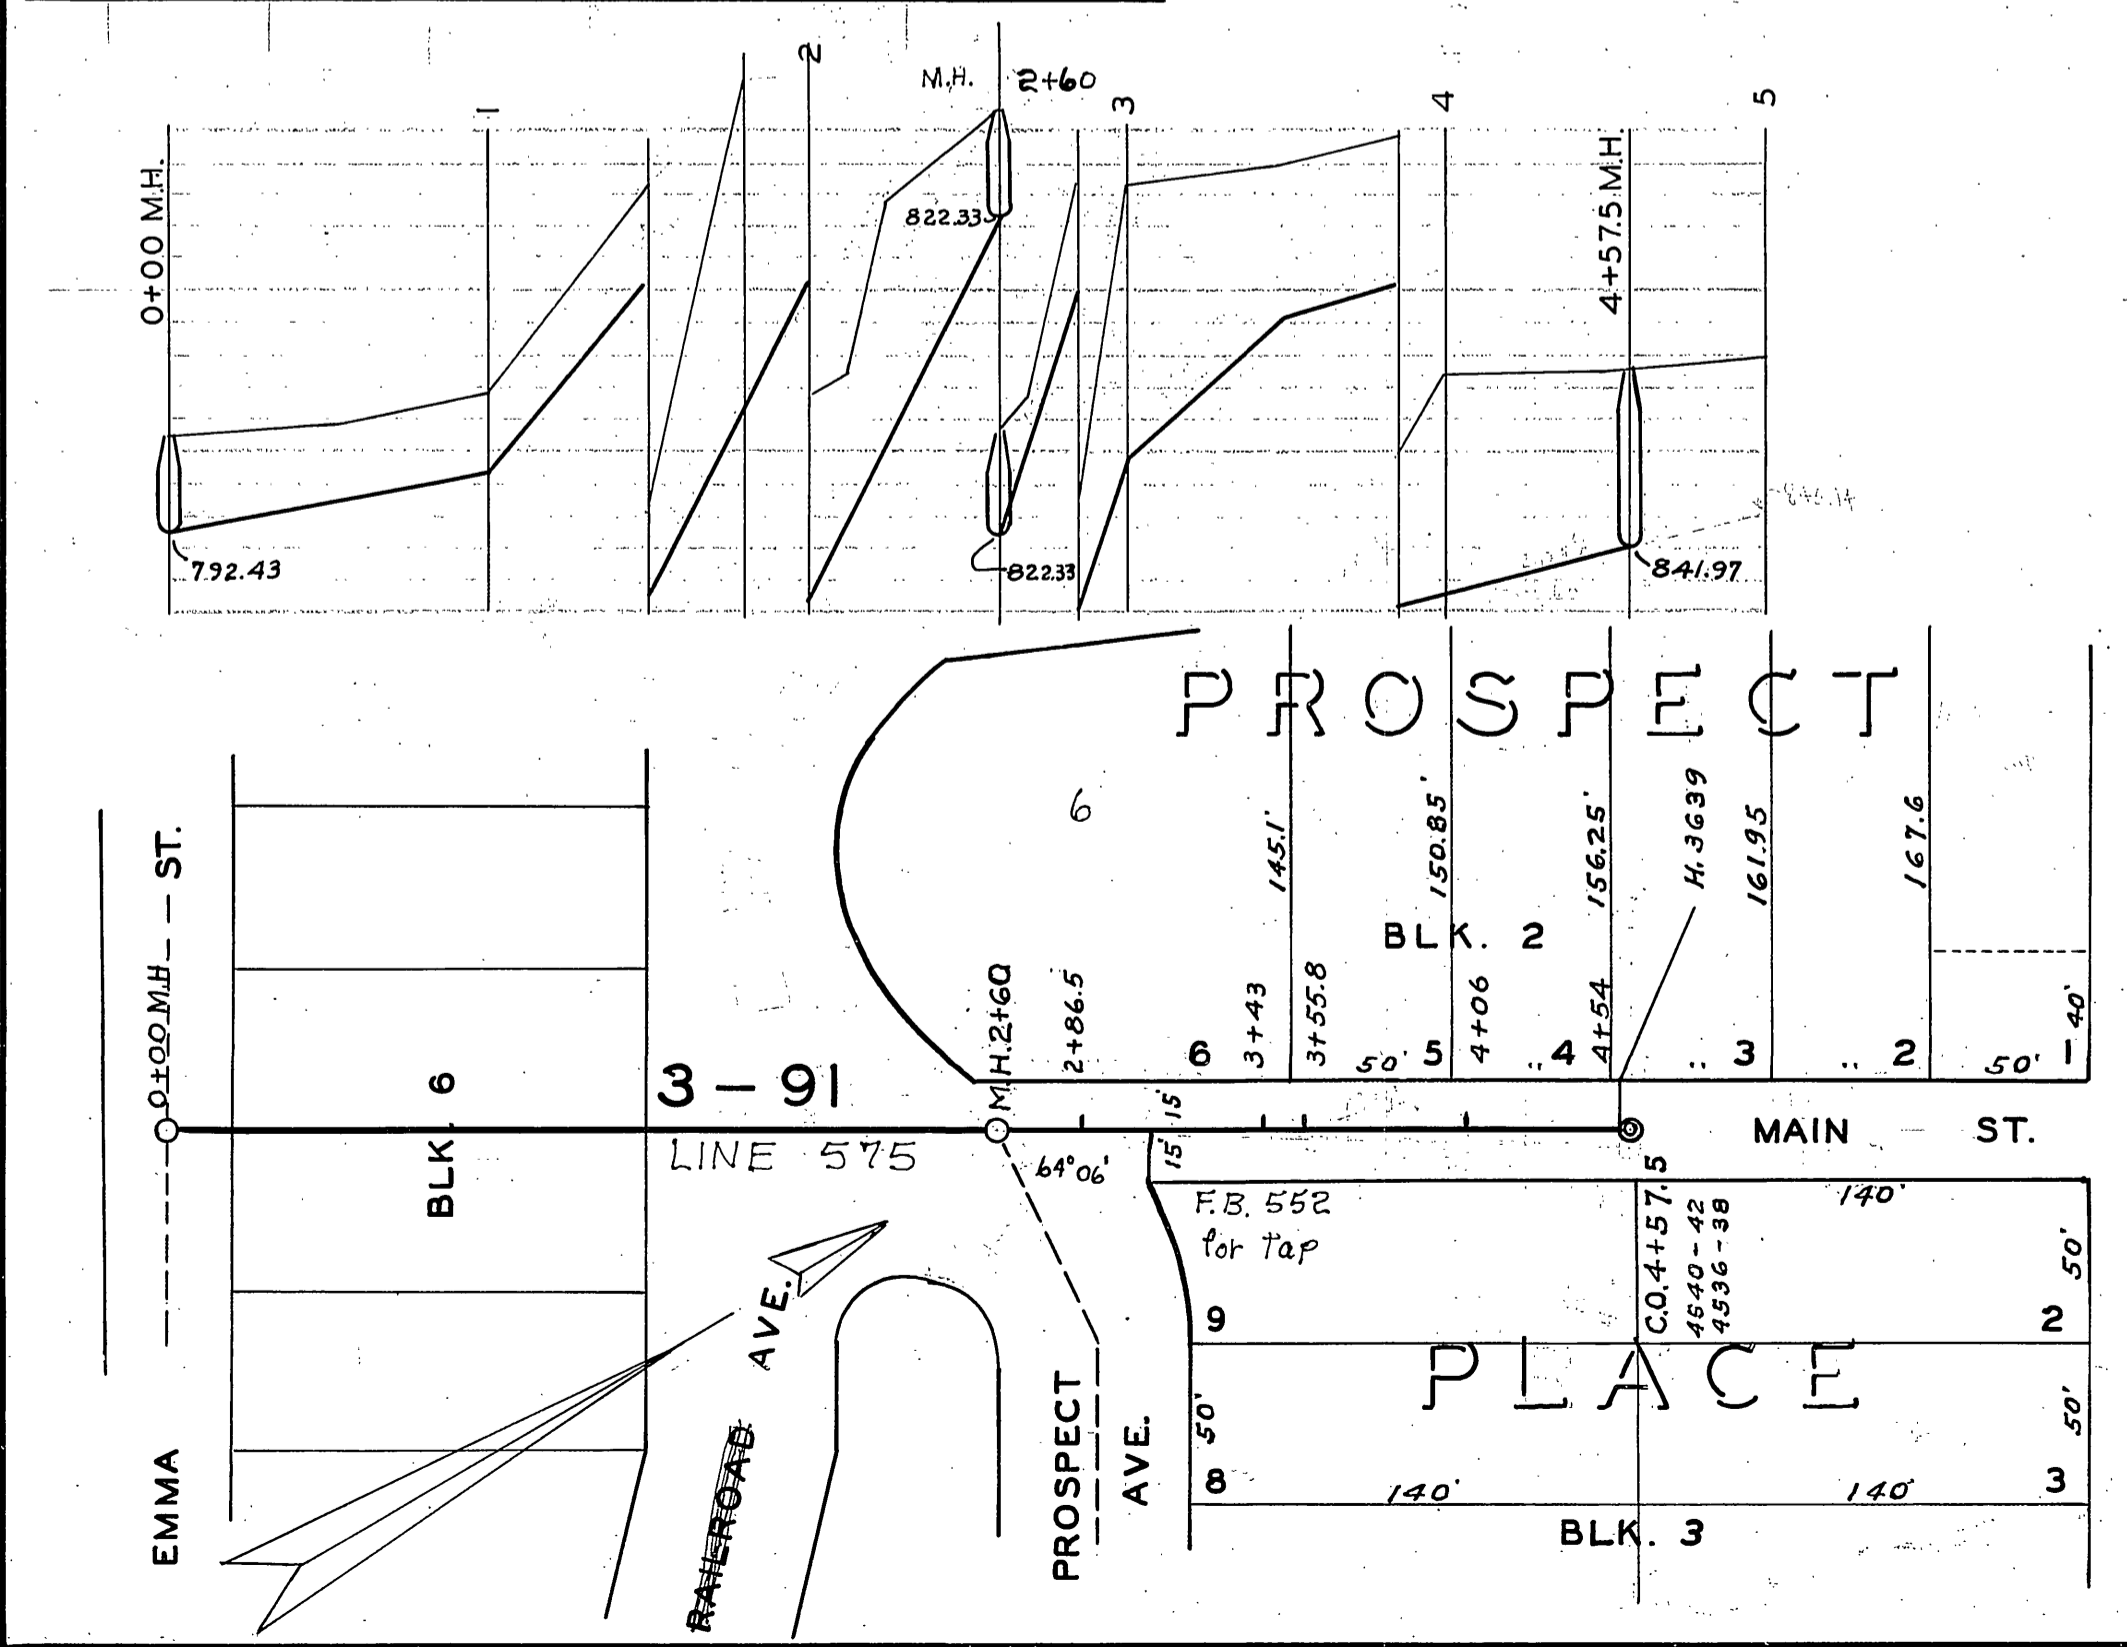 0+00 M.H.
1
2
M.H. 2+60
3
4
4+57.5 M.H.
5
822.33
792.43
822.33
841.97
PROSPECT
145.1'
150.85'
156.25'
H. 3639
161.95
167.6
6
BLK. 2
ST.
0+00 M.H.
M.H. 2+60
2+86.5
6
3+43
3+55.8
50' 5
4+06
4
4+54
3
2
50' 1
40'
BLK. 6
3-91
LINE 575
15'
15'
64°06'
MAIN ST.
F.B. 552
for Tap
C.O. 4+57.5
4540-42
4536-38
140'
50'
9
2
PLACE
AVE.
RAILROAD
EMMA
PROSPECT
AVE.
50'
50'
8
140'
140'
3
BLK. 3